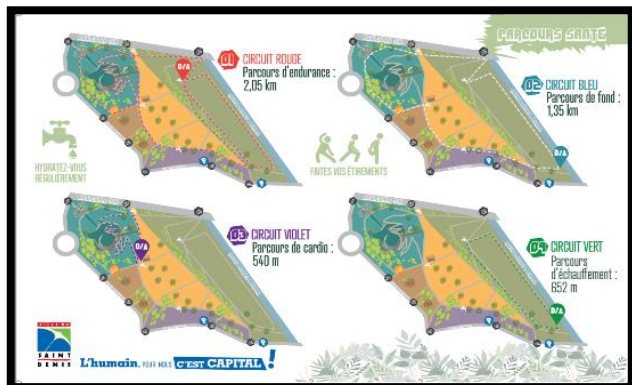 PARCOURS SANTÉ
01 CIRCUIT ROUGE
Parcours d'endurance :
2,05 km
D/A
02 CIRCUIT BLEU
Parcours de fond :
1,35 km
D/A
HYDRATEZ-VOUS
RÉGULIÈREMENT
FAITES VOS ÉTIREMENTS
03 CIRCUIT VIOLET
Parcours de cardio :
540 m
D/A
04 CIRCUIT VERT
Parcours
d'échauffement :
652 m
D/A
VILLE DE
SAINT
DENIS
L'humain, POUR NOUS C'EST CAPITAL !